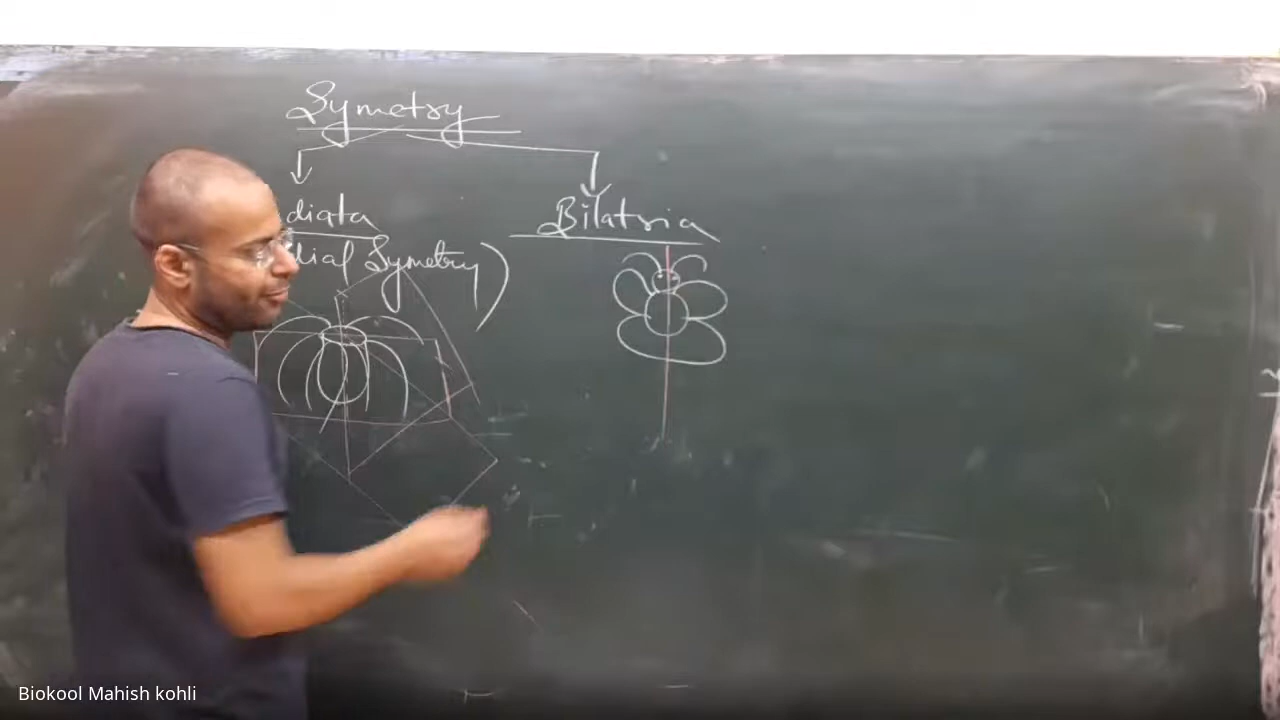 Symetry
diata Bilatria
dial Symetry)
Biokool Mahish kohli